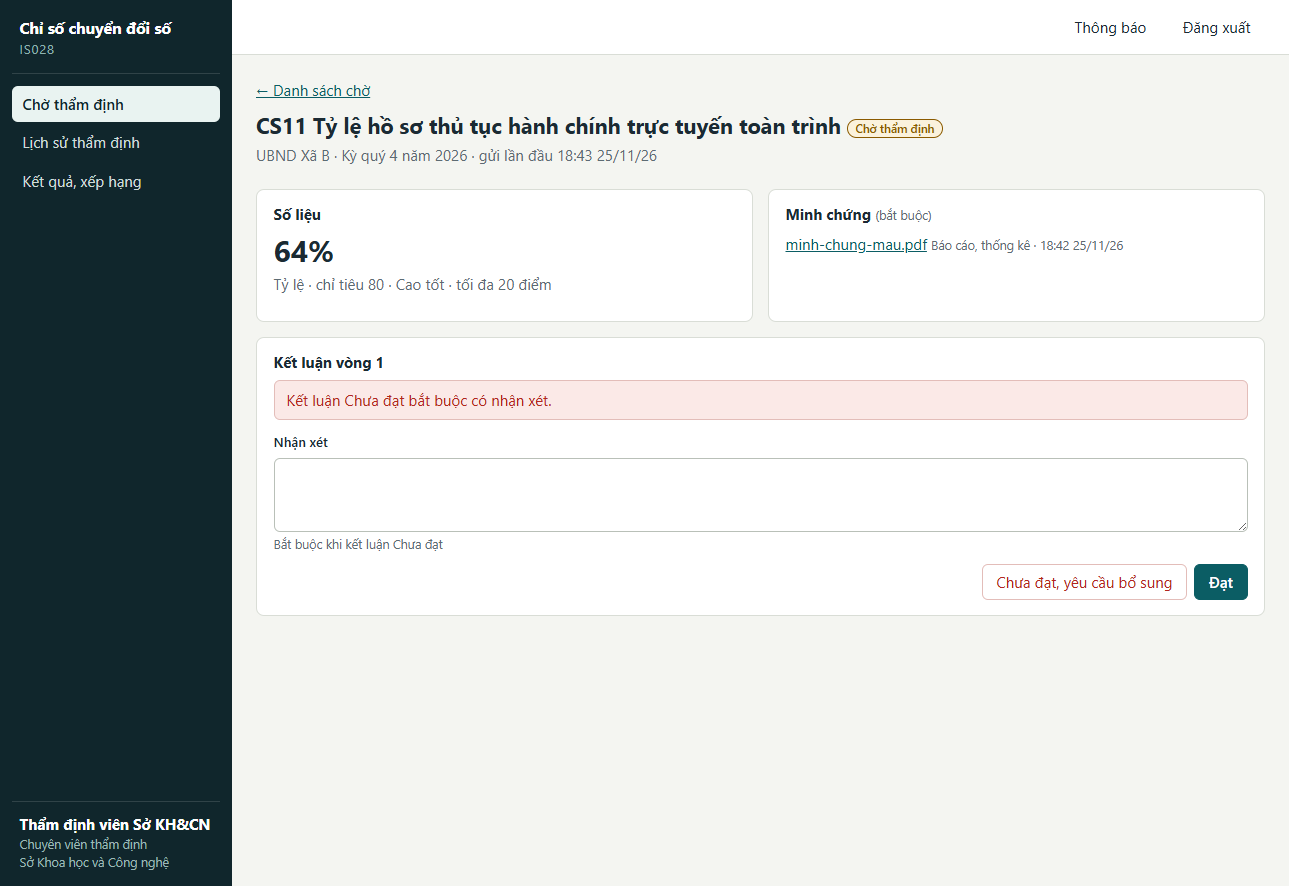 Chỉ số chuyển đổi số
IS028
Chờ thẩm định
Lịch sử thẩm định
Kết quả, xếp hạng
Thẩm định viên Sở KH&CN
Chuyên viên thẩm định
Sở Khoa học và Công nghệ
Thông báo
Đăng xuất
← Danh sách chờ
CS11 Tỷ lệ hồ sơ thủ tục hành chính trực tuyến toàn trình Chờ thẩm định
UBND Xã B · Kỳ quý 4 năm 2026 · gửi lần đầu 18:43 25/11/26
Số liệu
64%
Tỷ lệ · chỉ tiêu 80 · Cao tốt · tối đa 20 điểm
Minh chứng (bắt buộc)
minh-chung-mau.pdf Báo cáo, thống kê · 18:42 25/11/26
Kết luận vòng 1
Kết luận Chưa đạt bắt buộc có nhận xét.
Nhận xét
Bắt buộc khi kết luận Chưa đạt
Chưa đạt, yêu cầu bổ sung
Đạt